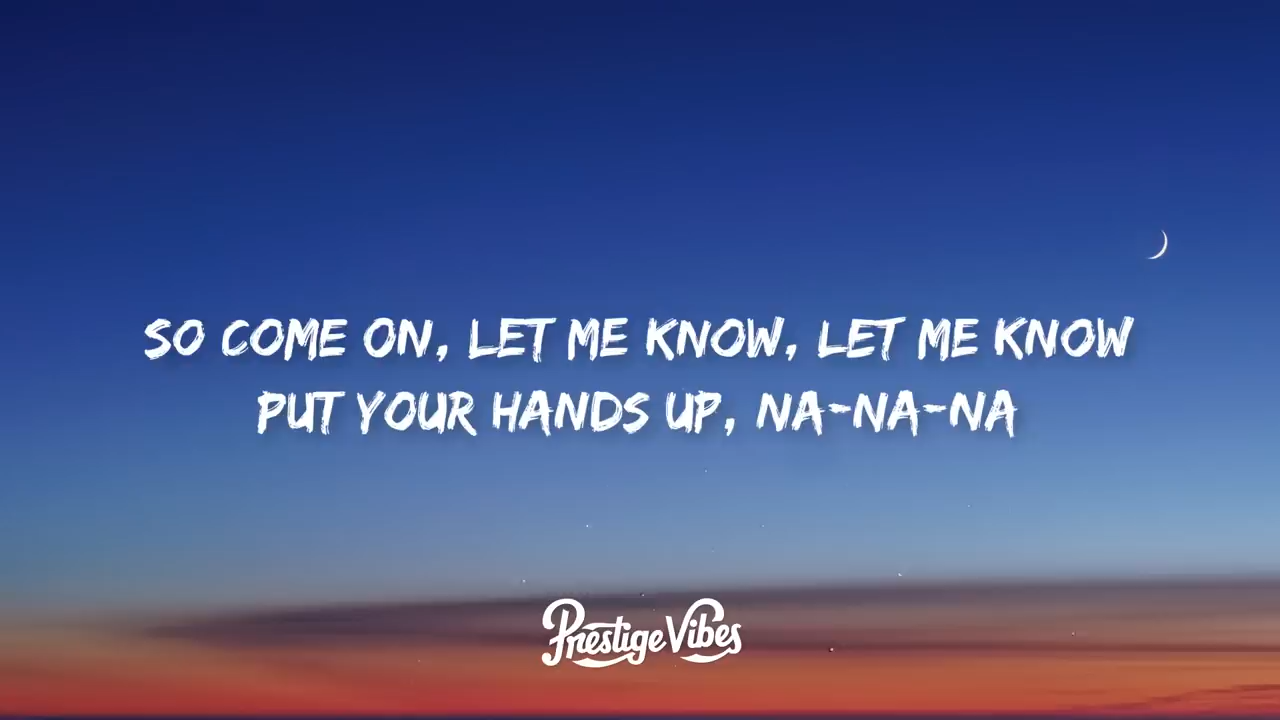 SO COME ON, LET ME KNOW, LET ME KNOW
PUT YOUR HANDS UP, NA-NA-NA
Prestige Vibes